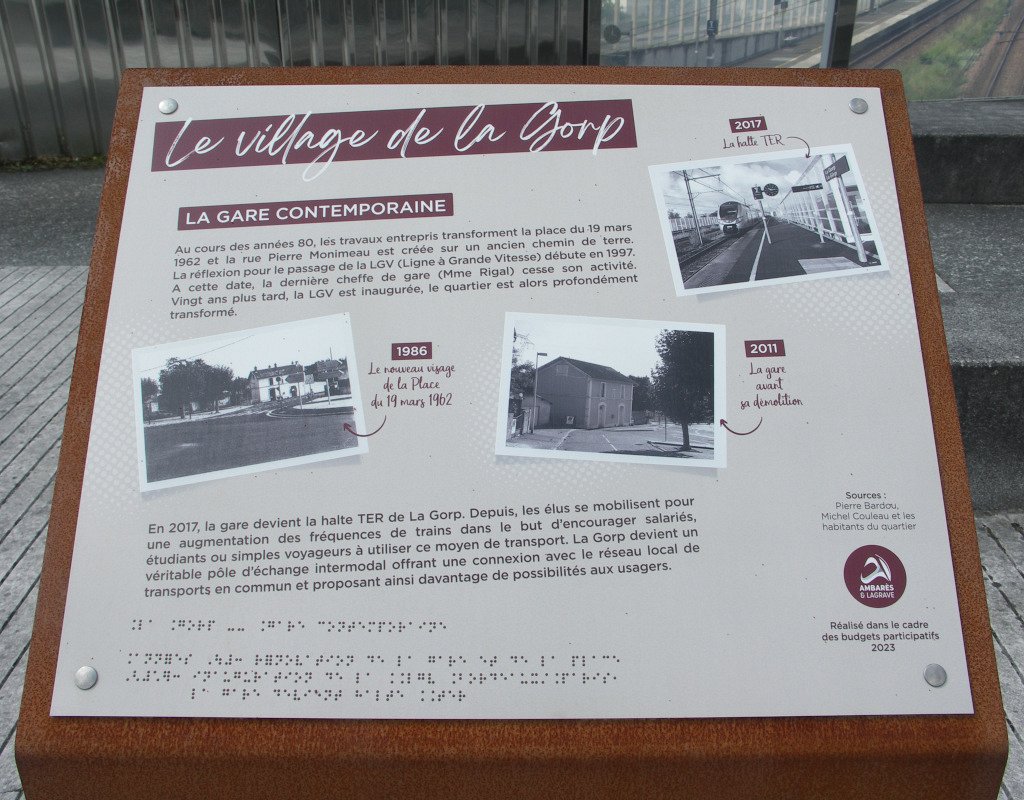 Le village de la Gorp
LA GARE CONTEMPORAINE
Au cours des années 80, les travaux entrepris transforment la place du 19 mars
1962 et la rue Pierre Monimeau est créée sur un ancien chemin de terre.
La réflexion pour le passage de la LGV (Ligne à Grande Vitesse) débute en 1997.
A cette date, la dernière cheffe de gare (Mme Rigal) cesse son activité.
Vingt ans plus tard, la LGV est inaugurée, le quartier est alors profondément
transformé.
2017
La halte TER
1986
Le nouveau visage
de la Place
du 19 mars 1962
2011
La gare
avant
sa démolition
En 2017, la gare devient la halte TER de La Gorp. Depuis, les élus se mobilisent pour
une augmentation des fréquences de trains dans le but d'encourager salariés,
étudiants ou simples voyageurs à utiliser ce moyen de transport. La Gorp devient un
véritable pôle d'échange intermodal offrant une connexion avec le réseau local de
transports en commun et proposant ainsi davantage de possibilités aux usagers.
Sources :
Pierre Bardou,
Michel Couleau et les
habitants du quartier
AMBARÈS
& LAGRAVE
Réalisé dans le cadre
des budgets participatifs
2023